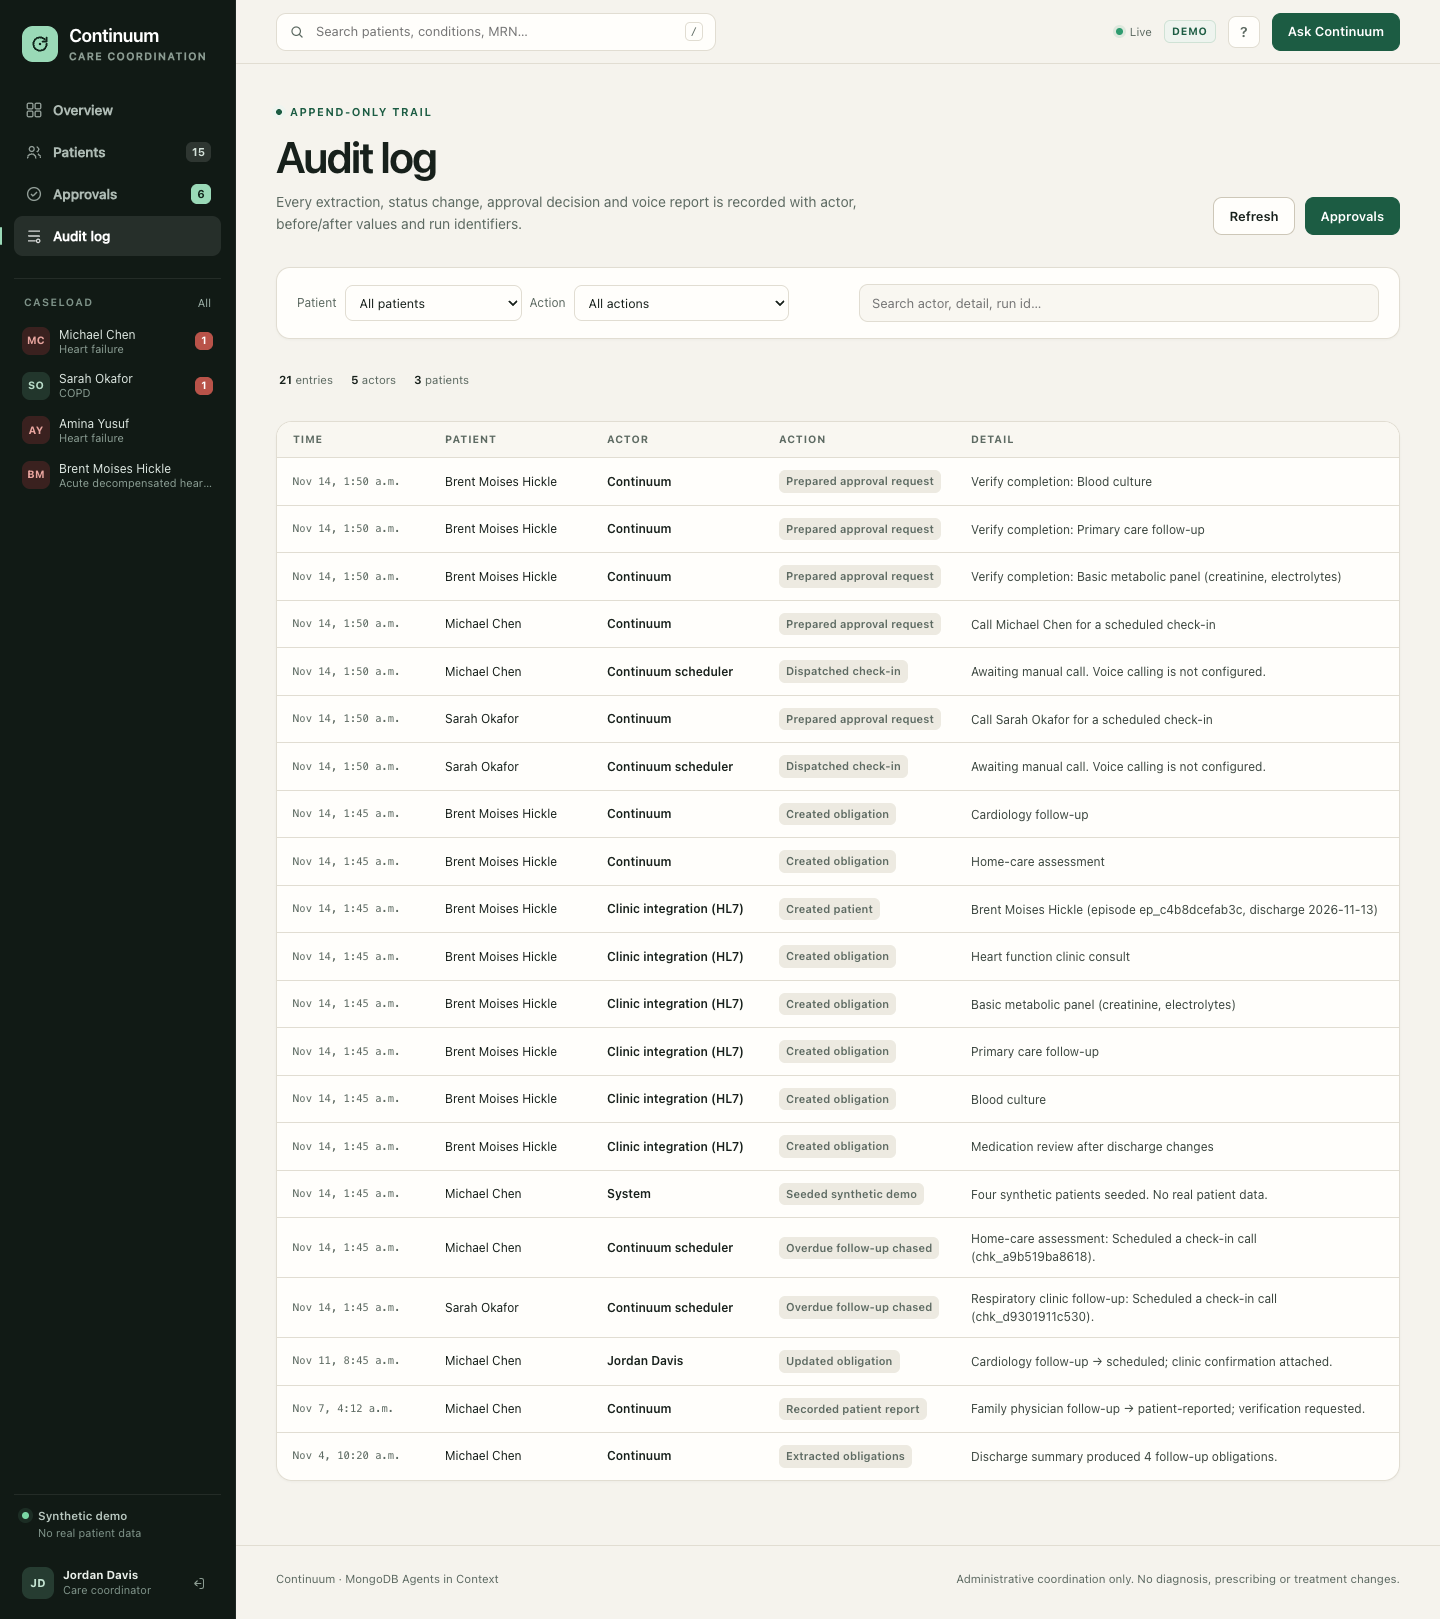 Continuum
CARE COORDINATION
Overview
Patients 15
Approvals 6
Audit log
CASELOAD All
MC Michael Chen 1
Heart failure
SO Sarah Okafor 1
COPD
AY Amina Yusuf
Heart failure
BM Brent Moises Hickle
Acute decompensated hear...
Synthetic demo
No real patient data
JD Jordan Davis
Care coordinator
Search patients, conditions, MRN... /
Live DEMO ? Ask Continuum
APPEND-ONLY TRAIL
Audit log
Every extraction, status change, approval decision and voice report is recorded with actor,
before/after values and run identifiers.
Refresh Approvals
Patient All patients Action All actions Search actor, detail, run id...
21 entries 5 actors 3 patients
TIME PATIENT ACTOR ACTION DETAIL
Nov 14, 1:50 a.m. Brent Moises Hickle Continuum Prepared approval request Verify completion: Blood culture
Nov 14, 1:50 a.m. Brent Moises Hickle Continuum Prepared approval request Verify completion: Primary care follow-up
Nov 14, 1:50 a.m. Brent Moises Hickle Continuum Prepared approval request Verify completion: Basic metabolic panel (creatinine, electrolytes)
Nov 14, 1:50 a.m. Michael Chen Continuum Prepared approval request Call Michael Chen for a scheduled check-in
Nov 14, 1:50 a.m. Michael Chen Continuum scheduler Dispatched check-in Awaiting manual call. Voice calling is not configured.
Nov 14, 1:50 a.m. Sarah Okafor Continuum Prepared approval request Call Sarah Okafor for a scheduled check-in
Nov 14, 1:50 a.m. Sarah Okafor Continuum scheduler Dispatched check-in Awaiting manual call. Voice calling is not configured.
Nov 14, 1:45 a.m. Brent Moises Hickle Continuum Created obligation Cardiology follow-up
Nov 14, 1:45 a.m. Brent Moises Hickle Continuum Created obligation Home-care assessment
Nov 14, 1:45 a.m. Brent Moises Hickle Clinic integration (HL7) Created patient Brent Moises Hickle (episode ep_c4b8dcefab3c, discharge 2026-11-13)
Nov 14, 1:45 a.m. Brent Moises Hickle Clinic integration (HL7) Created obligation Heart function clinic consult
Nov 14, 1:45 a.m. Brent Moises Hickle Clinic integration (HL7) Created obligation Basic metabolic panel (creatinine, electrolytes)
Nov 14, 1:45 a.m. Brent Moises Hickle Clinic integration (HL7) Created obligation Primary care follow-up
Nov 14, 1:45 a.m. Brent Moises Hickle Clinic integration (HL7) Created obligation Blood culture
Nov 14, 1:45 a.m. Brent Moises Hickle Clinic integration (HL7) Created obligation Medication review after discharge changes
Nov 14, 1:45 a.m. Michael Chen System Seeded synthetic demo Four synthetic patients seeded. No real patient data.
Nov 14, 1:45 a.m. Michael Chen Continuum scheduler Overdue follow-up chased Home-care assessment: Scheduled a check-in call
(chk_a9b519ba8618).
Nov 14, 1:45 a.m. Sarah Okafor Continuum scheduler Overdue follow-up chased Respiratory clinic follow-up: Scheduled a check-in call
(chk_d9301911c530).
Nov 11, 8:45 a.m. Michael Chen Jordan Davis Updated obligation Cardiology follow-up → scheduled; clinic confirmation attached.
Nov 7, 4:12 a.m. Michael Chen Continuum Recorded patient report Family physician follow-up → patient-reported; verification requested.
Nov 4, 10:20 a.m. Michael Chen Continuum Extracted obligations Discharge summary produced 4 follow-up obligations.
Continuum · MongoDB Agents in Context Administrative coordination only. No diagnosis, prescribing or treatment changes.